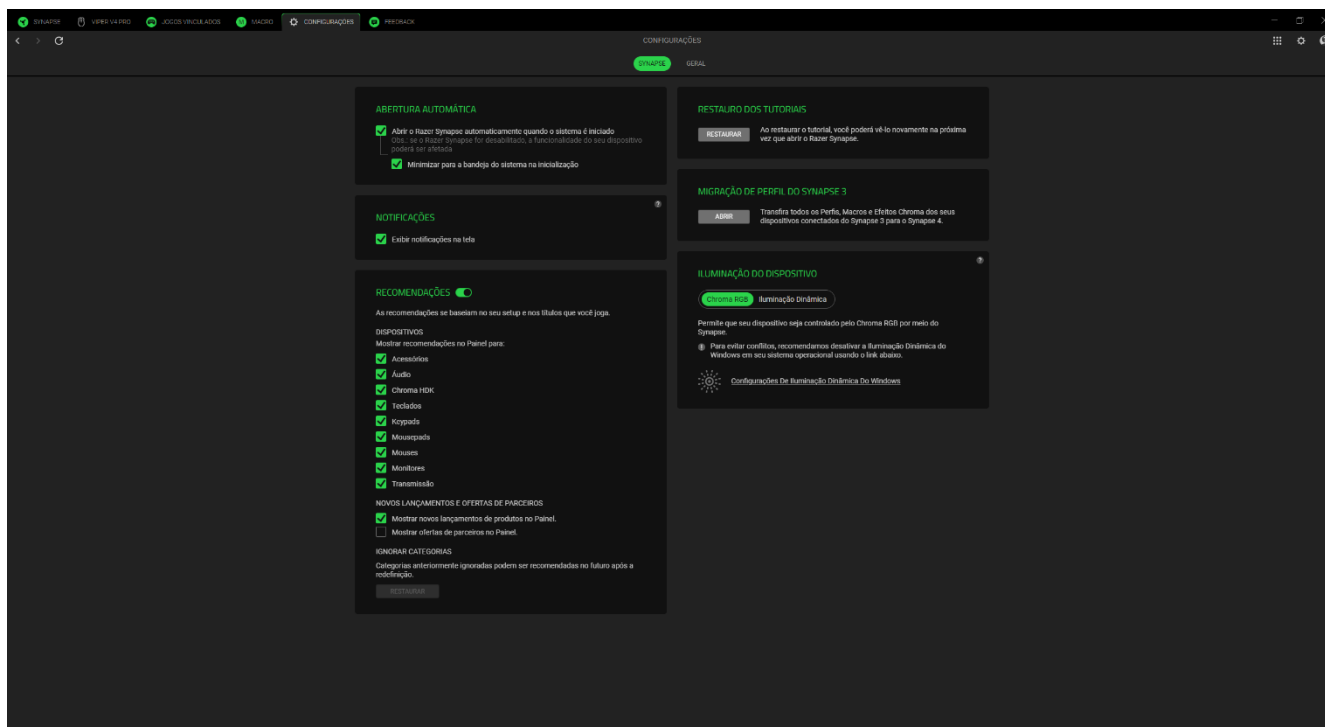 SYNAPSE
VIPER V4 PRO
JOGOS VINCULADOS
MACRO
CONFIGURAÇÕES
FEEDBACK
CONFIGURAÇÕES
SYNAPSE
GERAL
ABERTURA AUTOMÁTICA
Abrir o Razer Synapse automaticamente quando o sistema é iniciado
Obs.: se o Razer Synapse for desabilitado, a funcionalidade do seu dispositivo
poderá ser afetada
Minimizar para a bandeja do sistema na inicialização
NOTIFICAÇÕES
Exibir notificações na tela
RECOMENDAÇÕES
As recomendações se baseiam no seu setup e nos títulos que você joga.
DISPOSITIVOS
Mostrar recomendações no Painel para:
Acessórios
Áudio
Chroma HDK
Teclados
Keypads
Mousepads
Mouses
Monitores
Transmissão
NOVOS LANÇAMENTOS E OFERTAS DE PARCEIROS
Mostrar novos lançamentos de produtos no Painel.
Mostrar ofertas de parceiros no Painel.
IGNORAR CATEGORIAS
Categorias anteriormente ignoradas podem ser recomendadas no futuro após a
redefinição.
RESTAURAR
RESTAURO DOS TUTORIAIS
RESTAURAR
Ao restaurar o tutorial, você poderá vê-lo novamente na próxima
vez que abrir o Razer Synapse.
MIGRAÇÃO DE PERFIL DO SYNAPSE 3
ABRIR
Transfira todos os Perfis, Macros e Efeitos Chroma dos seus
dispositivos conectados do Synapse 3 para o Synapse 4.
ILUMINAÇÃO DO DISPOSITIVO
Chroma RGB
Iluminação Dinâmica
Permite que seu dispositivo seja controlado pelo Chroma RGB por meio do
Synapse.
Para evitar conflitos, recomendamos desativar a Iluminação Dinâmica do
Windows em seu sistema operacional usando o link abaixo.
Configurações De Iluminação Dinâmica Do Windows